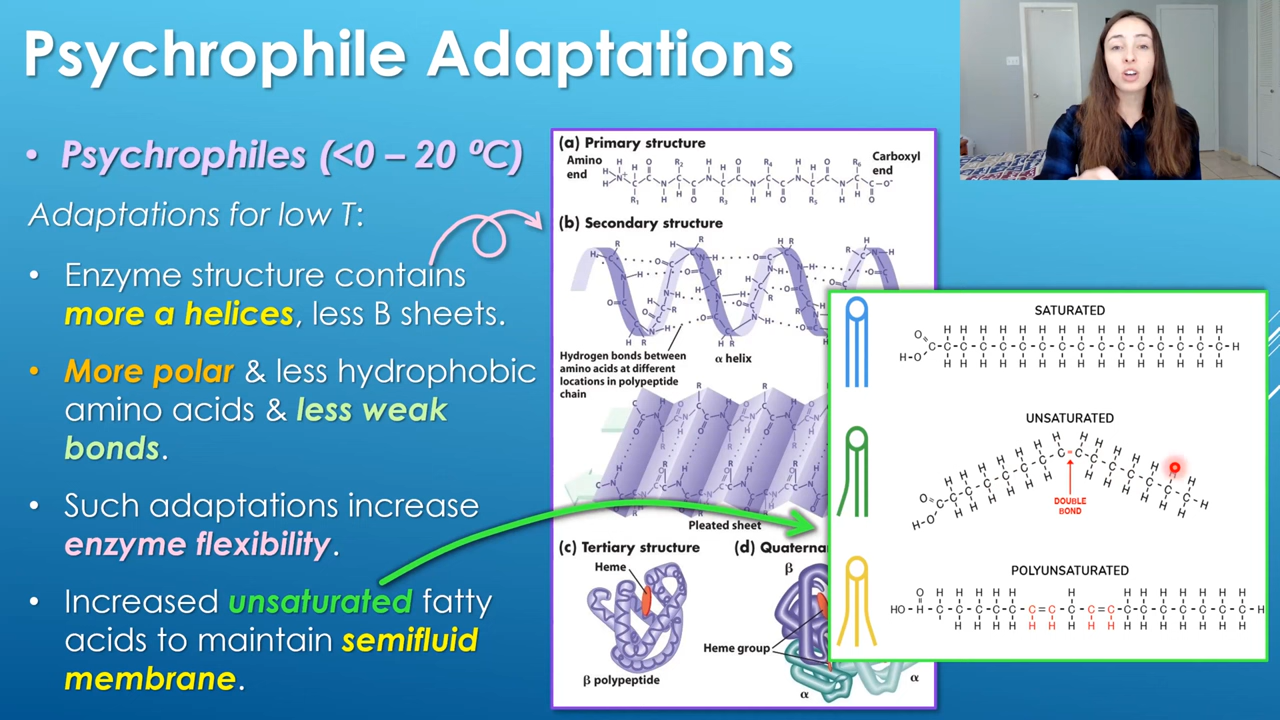 Psychrophile Adaptations
• Psychrophiles (<0 – 20 ºC)
Adaptations for low T:
• Enzyme structure contains
more a helices, less B sheets.
• More polar & less hydrophobic
amino acids & less weak
bonds.
• Such adaptations increase
enzyme flexibility.
• Increased unsaturated fatty
acids to maintain semifluid
membrane.
(a) Primary structure
Amino
end
Carboxyl
end
(b) Secondary structure
Hydrogen bonds between
amino acids at different
locations in polypeptide
chain
α helix
Pleated sheet
(c) Tertiary structure
Heme
β polypeptide
(d) Quaternar
β
Heme group
α
α
SATURATED
UNSATURATED
DOUBLE
BOND
POLYUNSATURATED